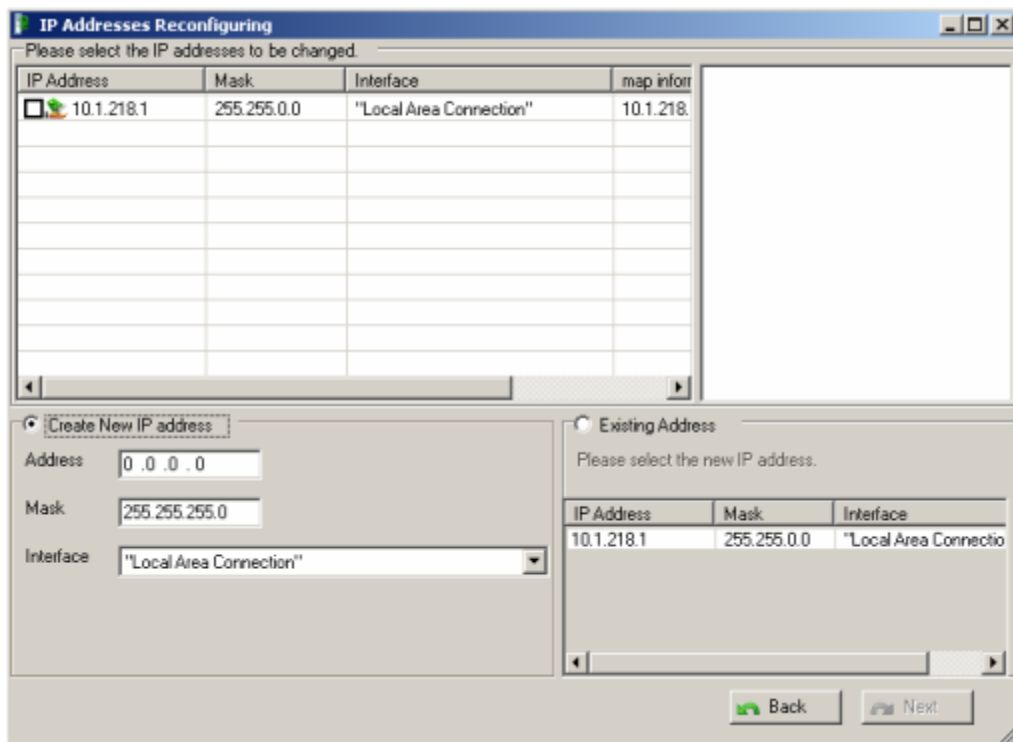 IP Addresses Reconfiguring
Please select the IP addresses to be changed.
IP Address Mask Interface map inforr
10.1.218.1 255.255.0.0 "Local Area Connection" 10.1.218.
Create New IP address
Address 0 .0 .0 .0
Mask 255.255.255.0
Interface "Local Area Connection"
Existing Address
Please select the new IP address.
IP Address Mask Interface
10.1.218.1 255.255.0.0 "Local Area Connectio
Back Next